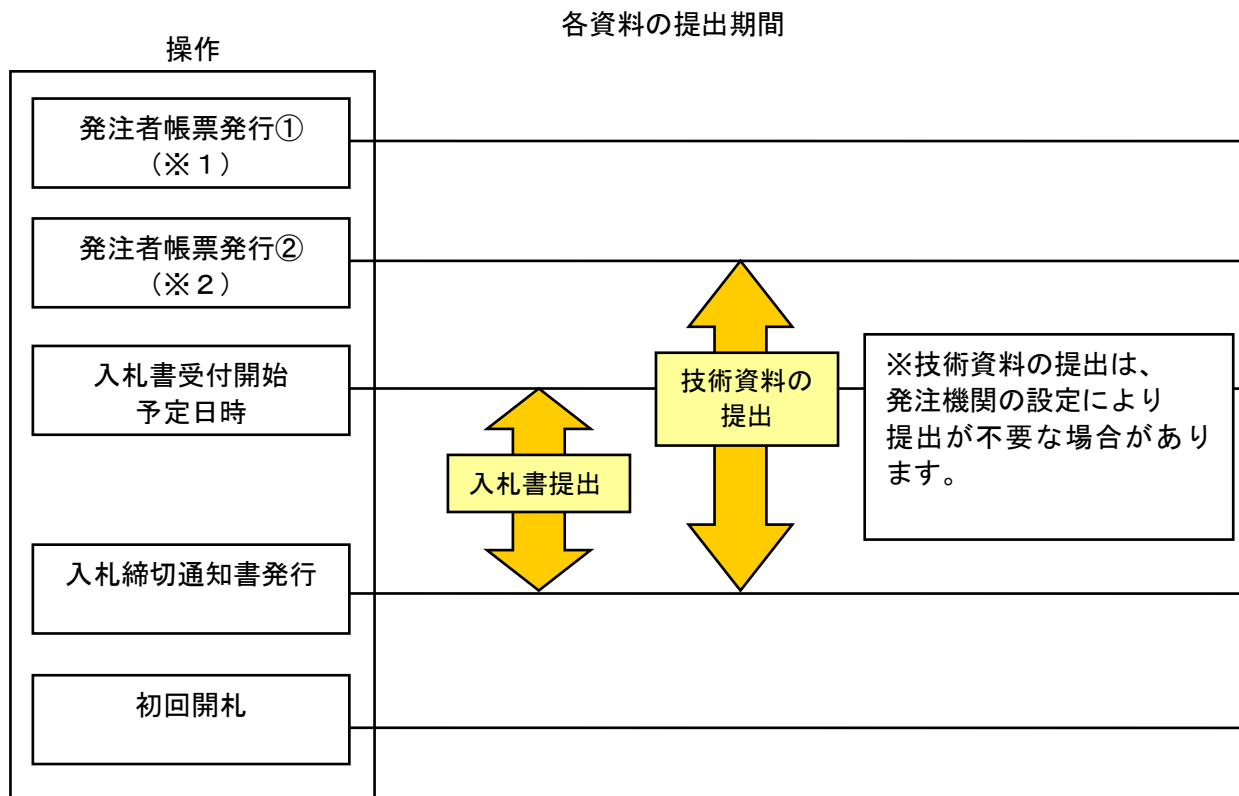 各資料の提出期間
操作
発注者帳票発行①
（※１）
発注者帳票発行②
（※２）
入札書受付開始
予定日時
入札締切通知書発行
初回開札
入札書提出
技術資料の
提出
※技術資料の提出は、
発注機関の設定により
提出が不要な場合があり
ます。